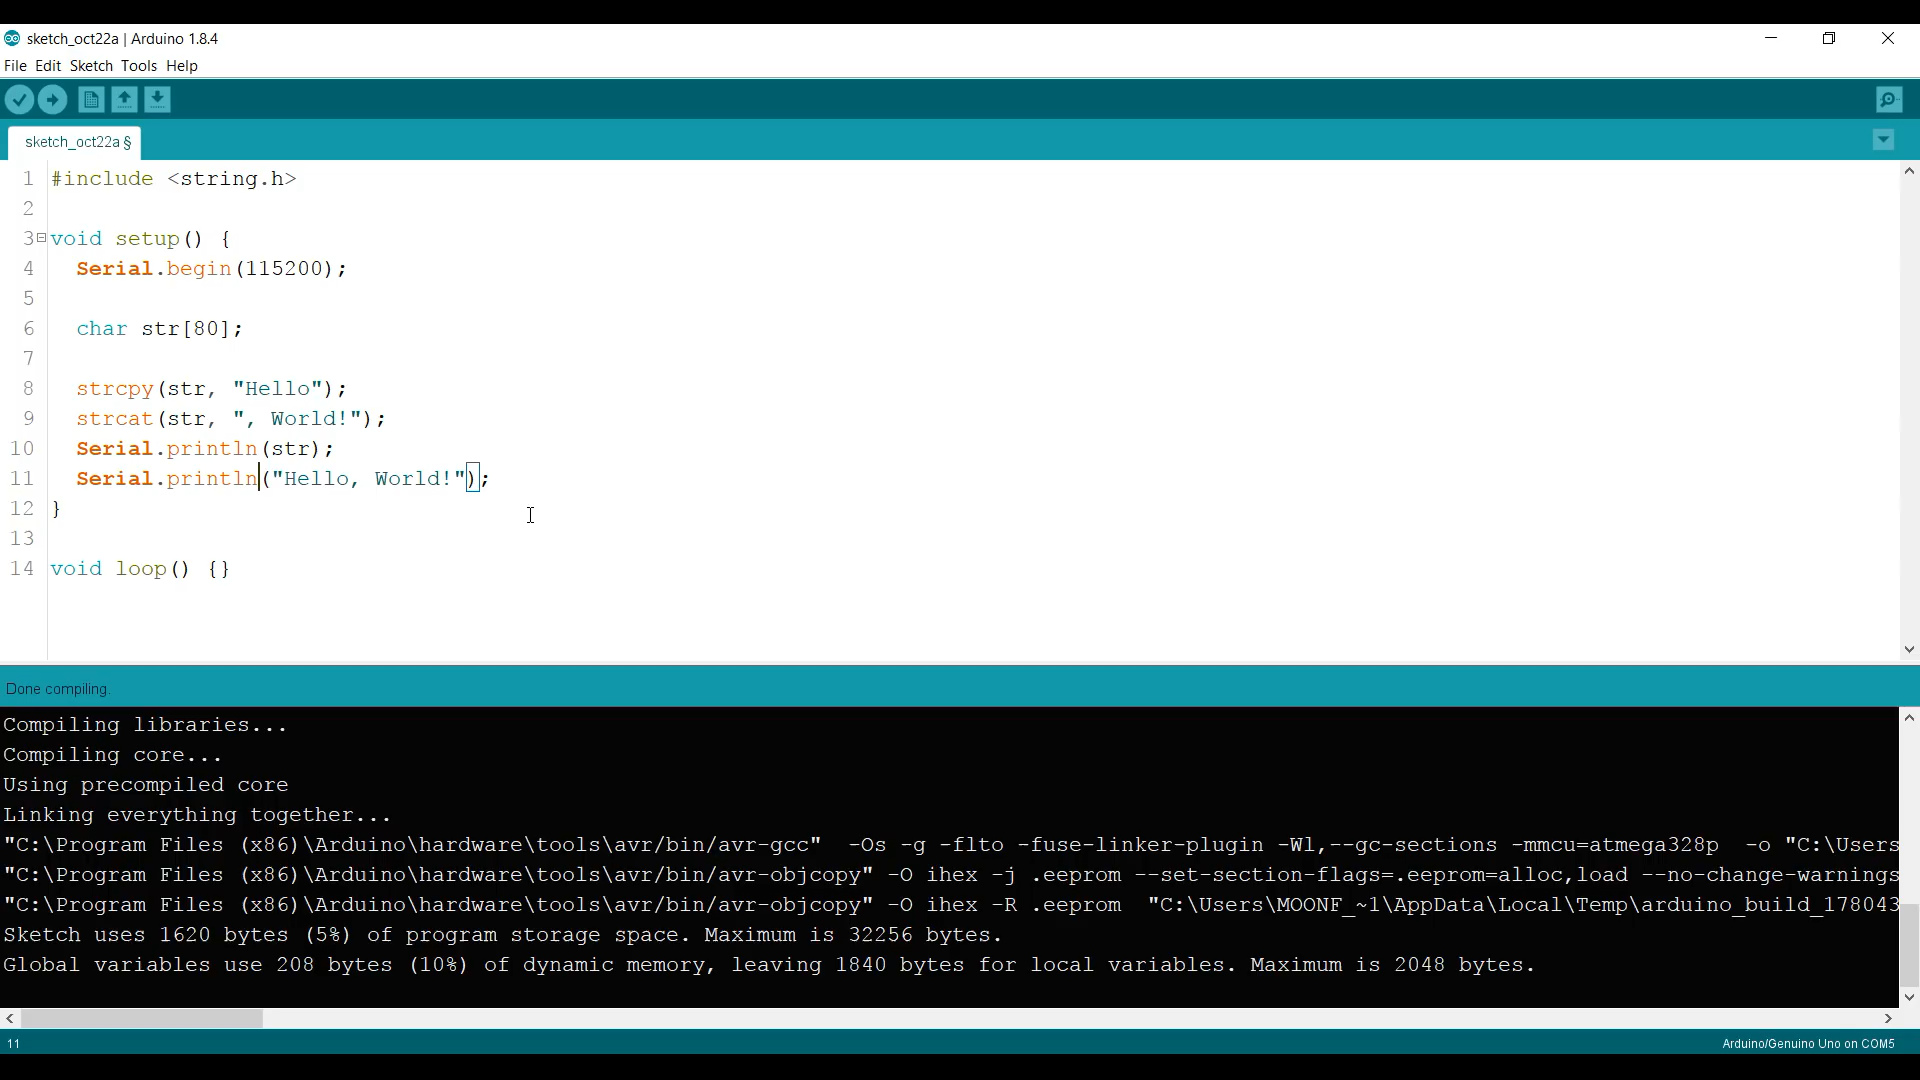 sketch_oct22a | Arduino 1.8.4
File Edit Sketch Tools Help
sketch_oct22a §
1 #include <string.h>
2
3 void setup() {
4   Serial.begin(115200);
5
6   char str[80];
7
8   strcpy(str, "Hello");
9   strcat(str, ", World!");
10   Serial.println(str);
11   Serial.println("Hello, World!");
12 }
13
14 void loop() {}
Done compiling.
Compiling libraries...
Compiling core...
Using precompiled core
Linking everything together...
"C:\Program Files (x86)\Arduino\hardware\tools\avr/bin/avr-gcc"  -Os -g -flto -fuse-linker-plugin -Wl,--gc-sections -mmcu=atmega328p  -o "C:\Users
"C:\Program Files (x86)\Arduino\hardware\tools\avr/bin/avr-objcopy" -O ihex -j .eeprom --set-section-flags=.eeprom=alloc,load --no-change-warnings
"C:\Program Files (x86)\Arduino\hardware\tools\avr/bin/avr-objcopy" -O ihex -R .eeprom  "C:\Users\MOONF_~1\AppData\Local\Temp\arduino_build_178043
Sketch uses 1620 bytes (5%) of program storage space. Maximum is 32256 bytes.
Global variables use 208 bytes (10%) of dynamic memory, leaving 1840 bytes for local variables. Maximum is 2048 bytes.
11
Arduino/Genuino Uno on COM5